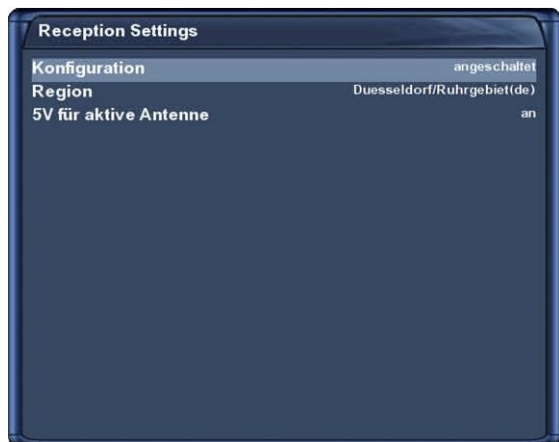 Reception Settings
Konfiguration angeschaltet
Region Duesseldorf/Ruhrgebiet(de)
5V für aktive Antenne an